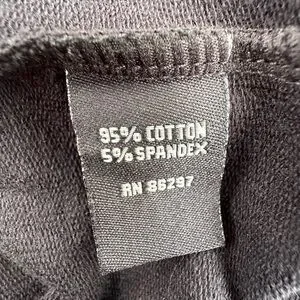 95% COTTON
5% SPANDEX
RN 86297